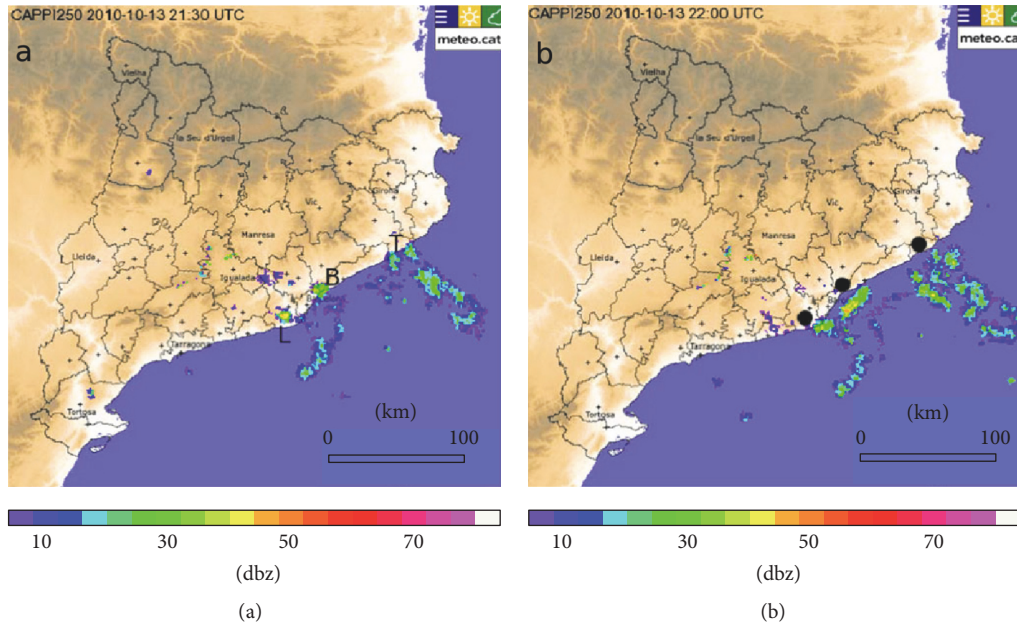 CAPPI250 2010-10-13 21:30 UTC
meteo.cat
a
Vielha
la Seu d'Urgell
Girona
Vic
Manresa
Lleida
Igualada
T
B
L
Tarragona
Tortosa
(km)
0 100
10 30 50 70
(dbz)
(a)
CAPPI250 2010-10-13 22:00 UTC
meteo.cat
b
Vielha
la Seu d'Urgell
Girona
Vic
Manresa
Lleida
Igualada
Tarragona
Tortosa
(km)
0 100
10 30 50 70
(dbz)
(b)